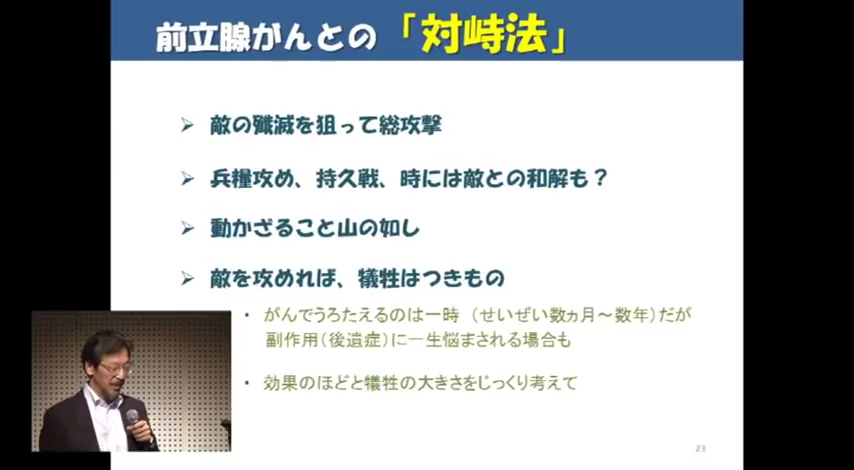 前立腺がんとの「対峙法」
➢ 敵の殲滅を狙って総攻撃
➢ 兵糧攻め、持久戦、時には敵との和解も？
➢ 動かざること山の如し
➢ 敵を攻めれば、犠牲はつきもの
・ がんでうろたえるのは一時（せいぜい数ヵ月～数年）だが
副作用（後遺症）に一生悩まされる場合も
・ 効果のほどと犠牲の大きさをじっくり考えて
23